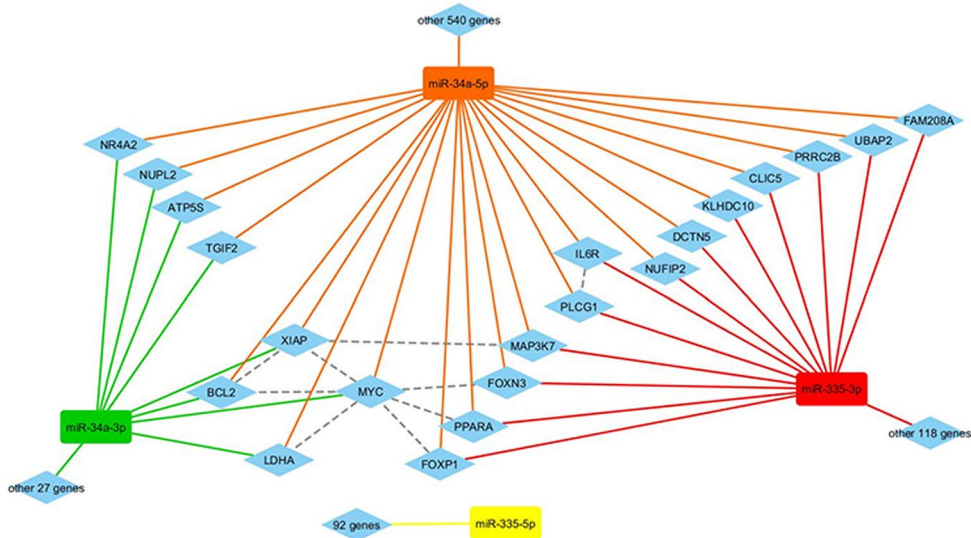 other 540 genes
miR-34a-5p
FAM208A
NR4A2
UBAP2
PRRC2B
NUPL2
CLIC5
ATP5S
KLHDC10
DCTN5
TGIF2
IL6R
NUFIP2
PLCG1
XIAP
MAP3K7
FOXN3
miR-335-3p
BCL2
MYC
miR-34a-3p
PPARA
other 118 genes
LDHA
FOXP1
other 27 genes
92 genes
miR-335-5p